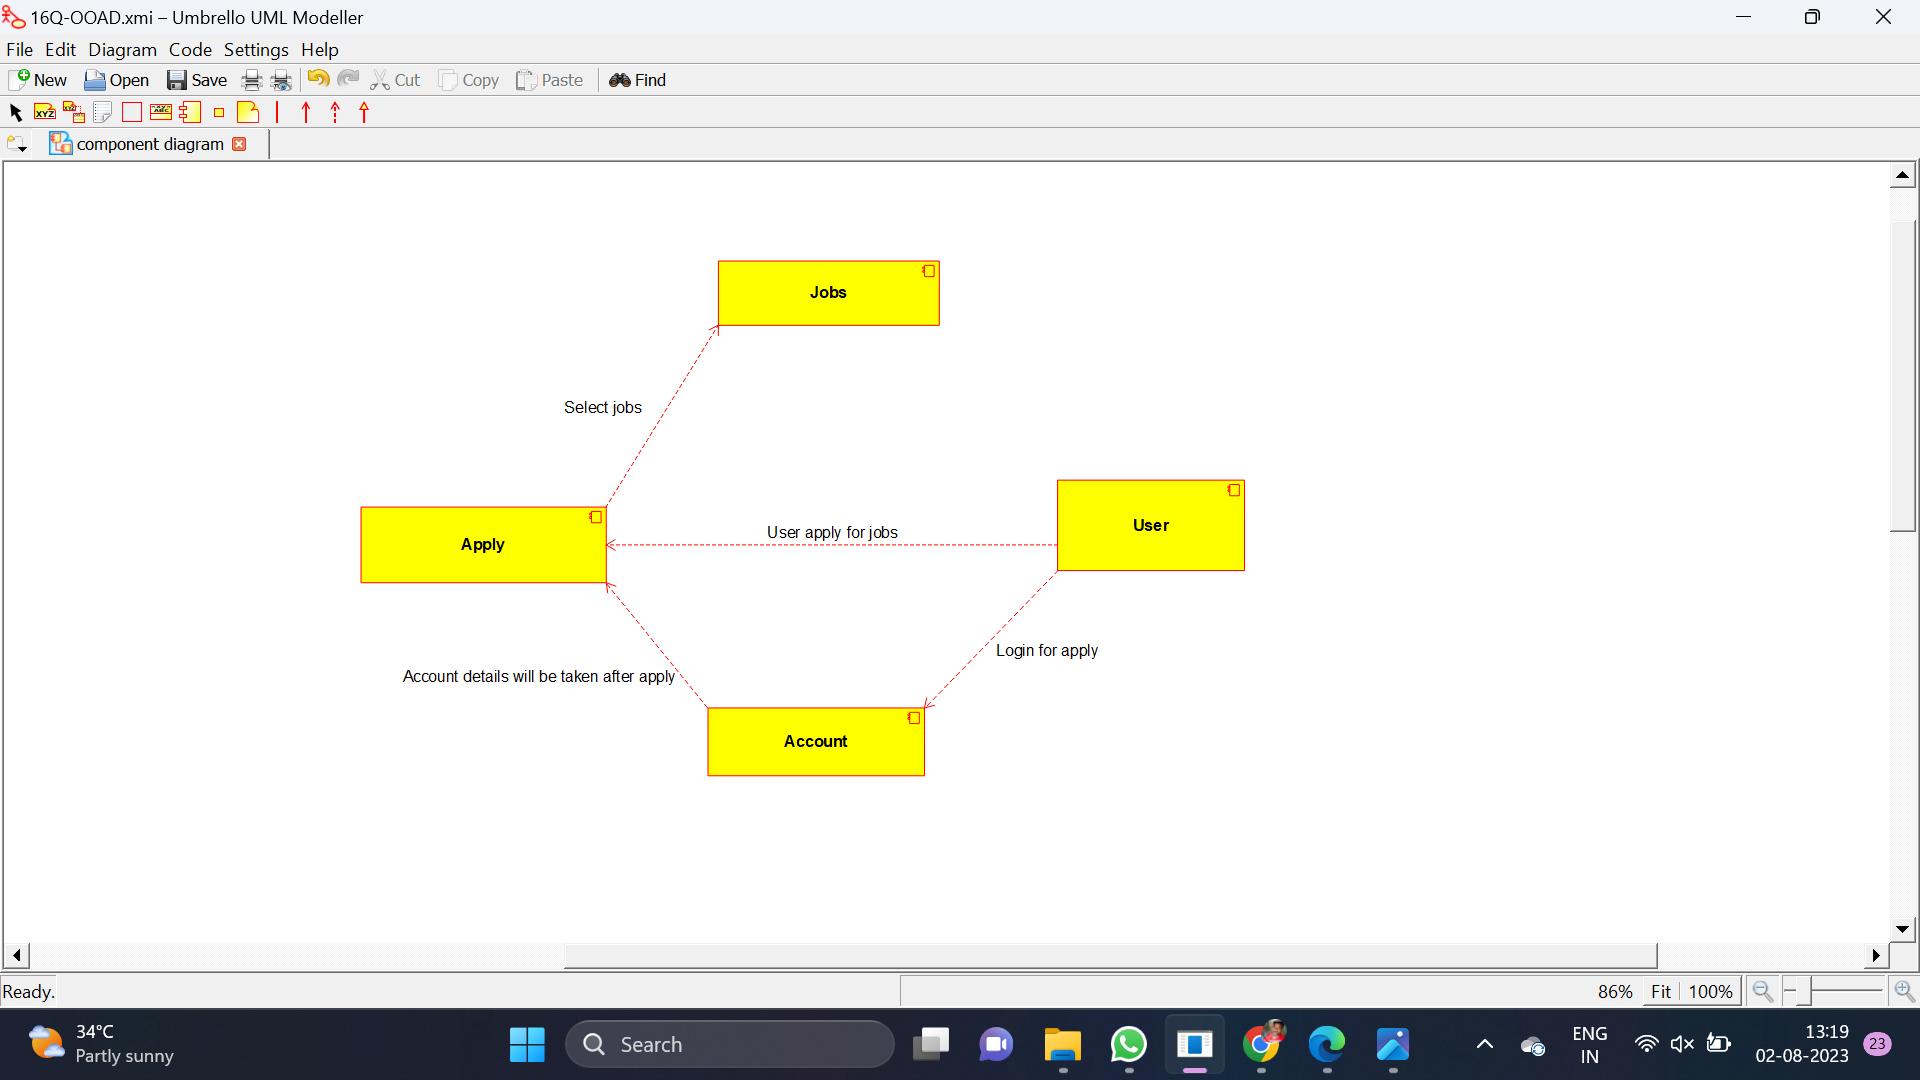 16Q-OOAD.xmi – Umbrello UML Modeller
File Edit Diagram Code Settings Help
New Open Save Cut Copy Paste Find
XYZ
component diagram
Jobs
Select jobs
User
User apply for jobs
Apply
Login for apply
Account details will be taken after apply
Account
Ready.
86% Fit 100%
34°C
Partly sunny
Search
ENG
IN
13:19
02-08-2023
23